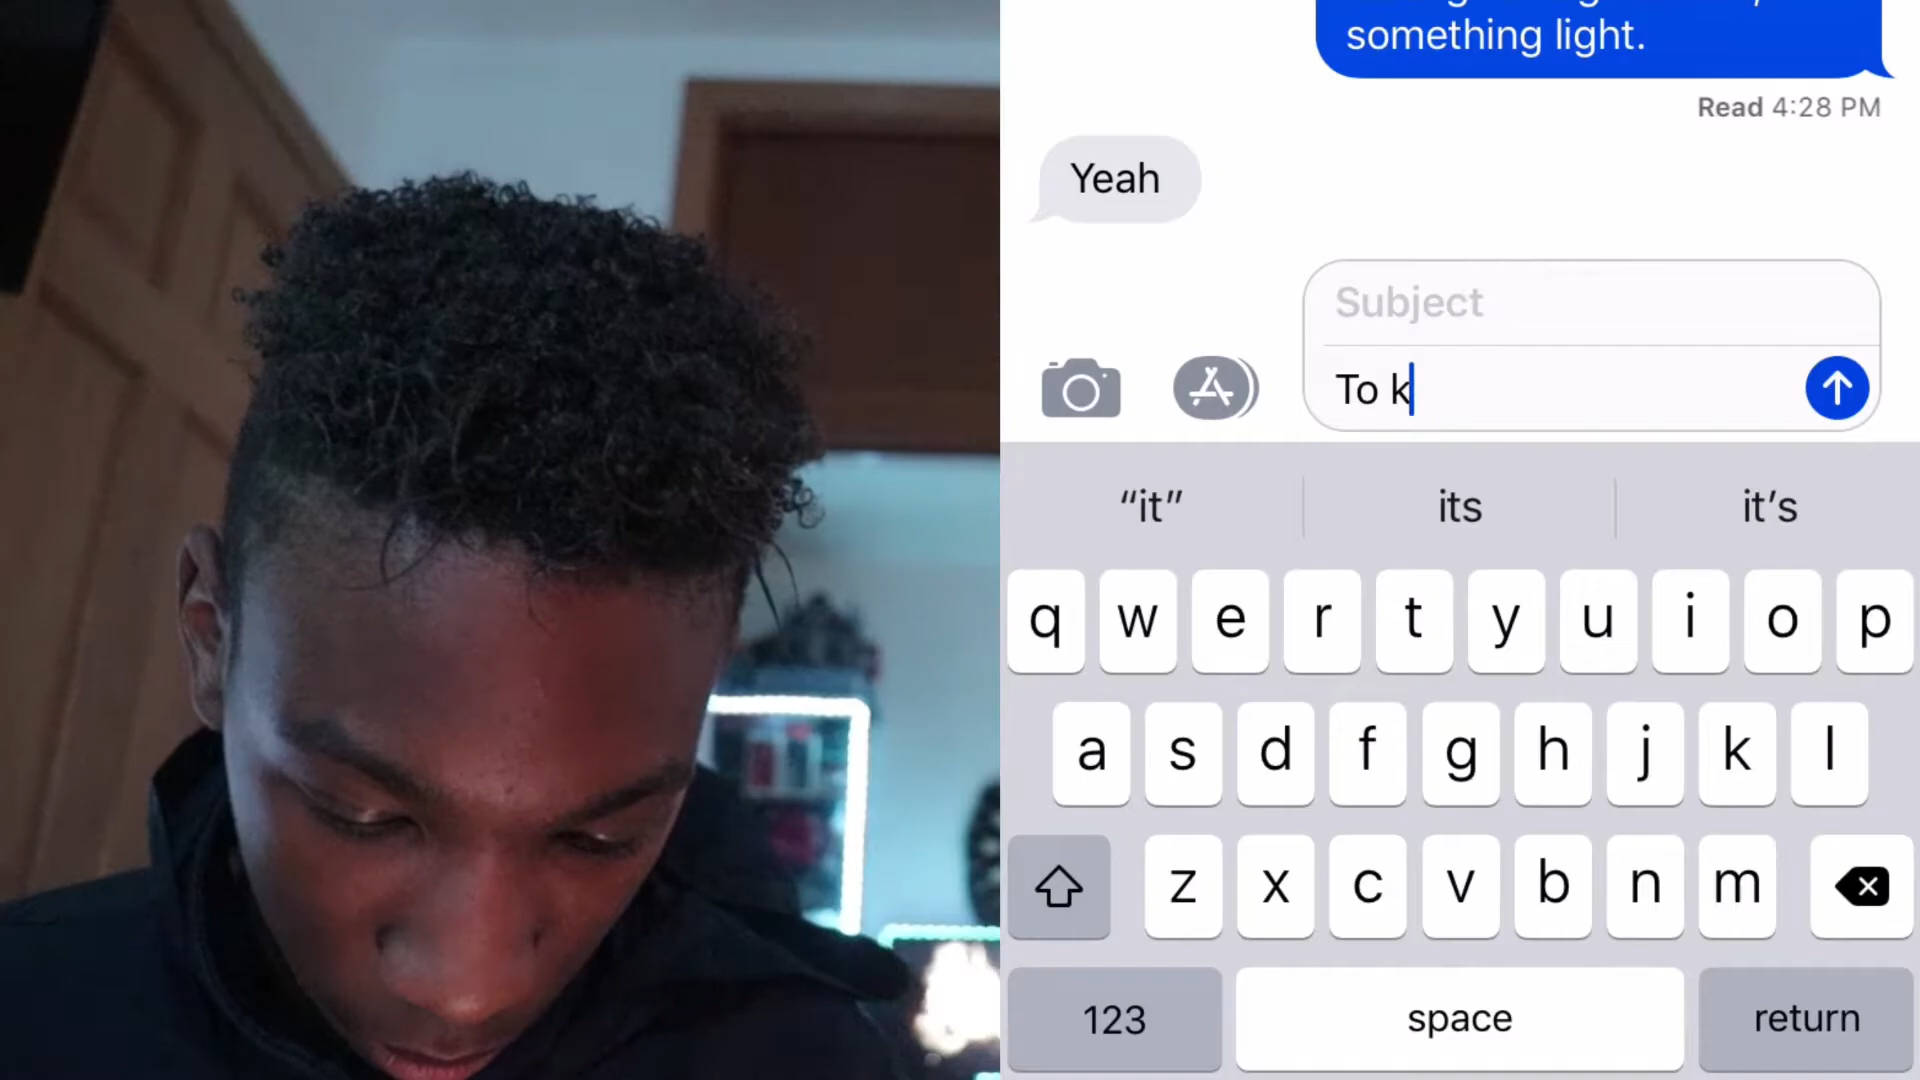 something light.
Read 4:28 PM
Yeah
Subject
To k
“it” its it’s
q w e r t y u i o p
a s d f g h j k l
z x c v b n m
123 space return